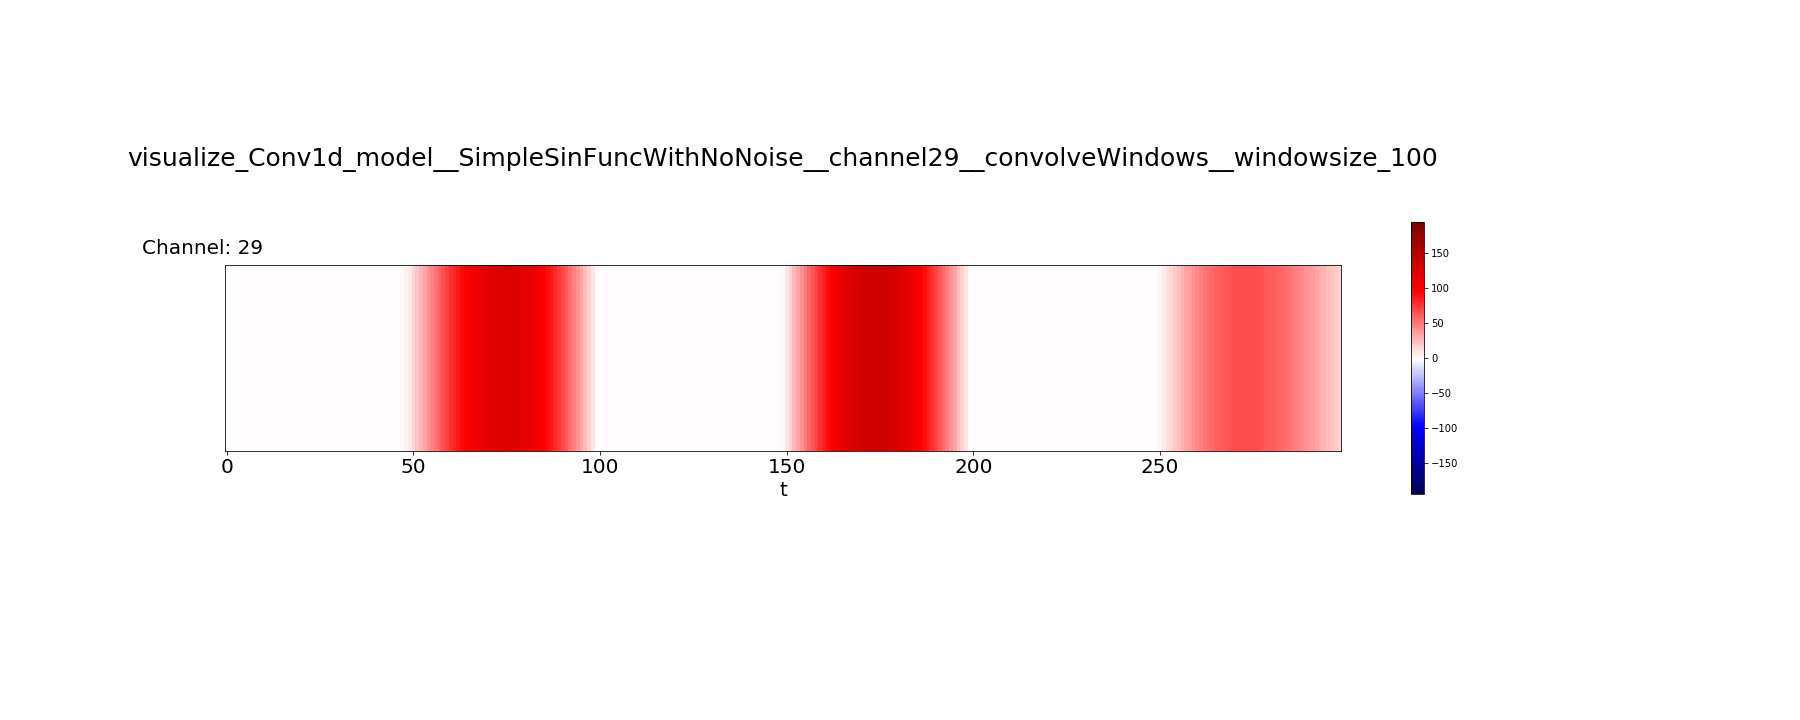 visualize_Conv1d_model__SimpleSinFuncWithNoNoise__channel29__convolveWindows__windowsize_100
Channel: 29
150
100
50
0
−50
−100
−150
0 50 100 150 200 250
t